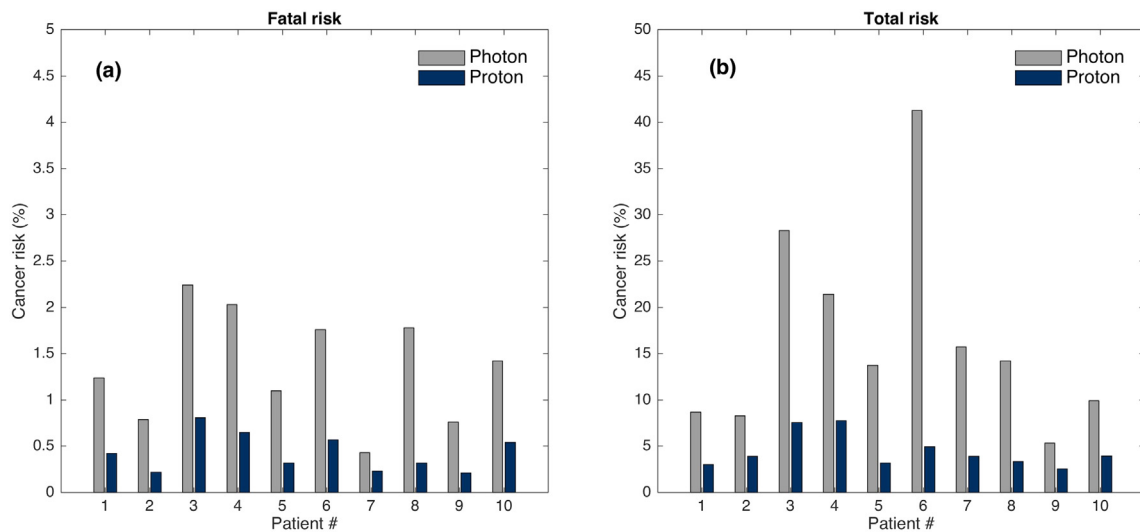 Fatal risk
(a)
Photon
Proton
5
4.5
4
3.5
3
2.5
2
1.5
1
0.5
0
Cancer risk (%)
1 2 3 4 5 6 7 8 9 10
Patient #
Total risk
(b)
Photon
Proton
50
45
40
35
30
25
20
15
10
5
0
Cancer risk (%)
1 2 3 4 5 6 7 8 9 10
Patient #